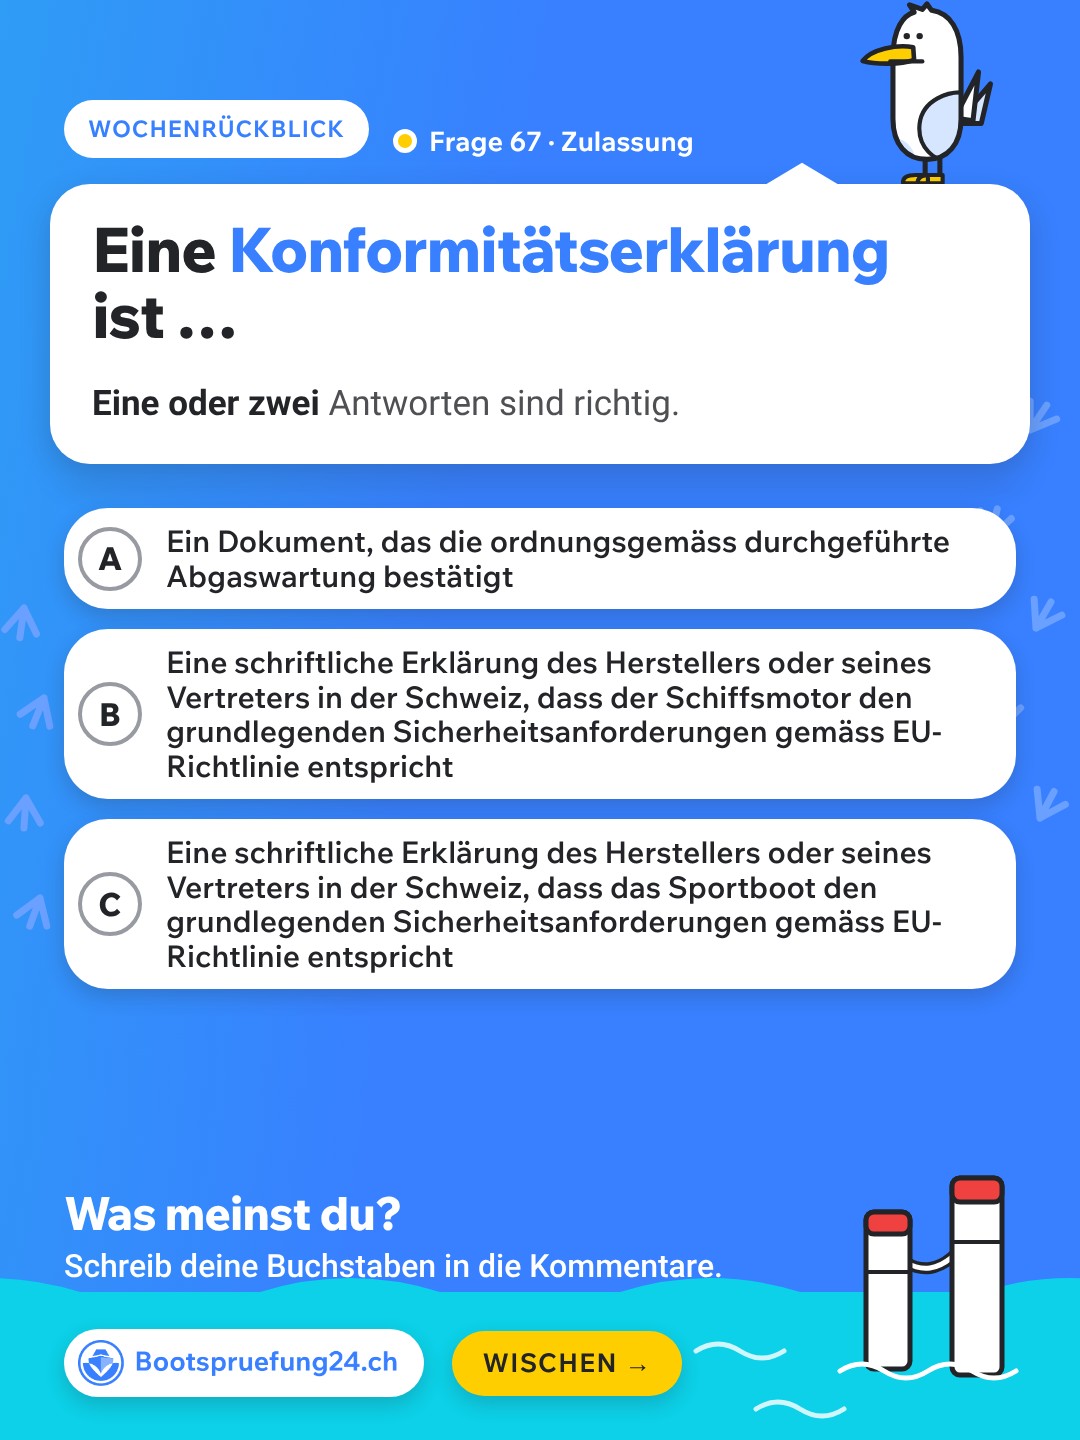 WOCHENRÜCKBLICK
Frage 67 · Zulassung
Eine Konformitätserklärung
ist …
Eine oder zwei Antworten sind richtig.
A
Ein Dokument, das die ordnungsgemäss durchgeführte
Abgaswartung bestätigt
B
Eine schriftliche Erklärung des Herstellers oder seines
Vertreters in der Schweiz, dass der Schiffsmotor den
grundlegenden Sicherheitsanforderungen gemäss EU-
Richtlinie entspricht
C
Eine schriftliche Erklärung des Herstellers oder seines
Vertreters in der Schweiz, dass das Sportboot den
grundlegenden Sicherheitsanforderungen gemäss EU-
Richtlinie entspricht
Was meinst du?
Schreib deine Buchstaben in die Kommentare.
Bootspruefung24.ch
WISCHEN →